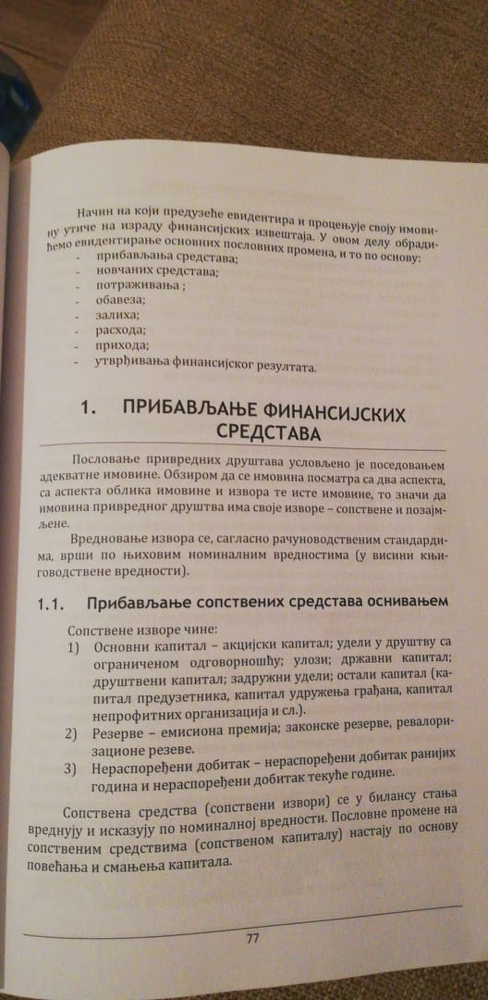 Начин на који предузеће евидентира и процењује своју имови-
ну утиче на израду финансијских извештаја. У овом делу обради-
ћемо евидентирање основних пословних промена, и то по основу:
- прибављања средстава;
- новчаних средстава;
- потраживања ;
- обавеза;
- залиха;
- расхода;
- прихода;
- утврђивања финансијског резултата.
1. ПРИБАВЉАЊЕ ФИНАНСИЈСКИХ
СРЕДСТАВА
Пословање привредних друштава условљено је поседовањем
адекватне имовине. Обзиром да се имовина посматра са два аспекта,
са аспекта облика имовине и извора те исте имовине, то значи да
имовина привредног друштва има своје изворе – сопствене и позајм-
љене.
Вредновање извора се, сагласно рачуноводственим стандарди-
ма, врши по њиховим номиналним вредностима (у висини књи-
говодствене вредности).
1.1. Прибављање сопствених средстава оснивањем
Сопствене изворе чине:
1) Основни капитал – акцијски капитал; удели у друштву са
ограниченом одговорношћу; улози; државни капитал;
друштвени капитал; задружни удели; остали капитал (ка-
питал предузетника, капитал удружења грађана, капитал
непрофитних организација и сл.).
2) Резерве – емисиона премија; законске резерве, ревалори-
зационе резеве.
3) Нераспоређени добитак – нераспоређени добитак ранијих
година и нераспоређени добитак текуће године.
Сопствена средства (сопствени извори) се у билансу стања
вреднују и исказују по номиналној вредности. Пословне промене на
сопственим средствима (сопственом капиталу) настају по основу
повећања и смањења капитала.
77